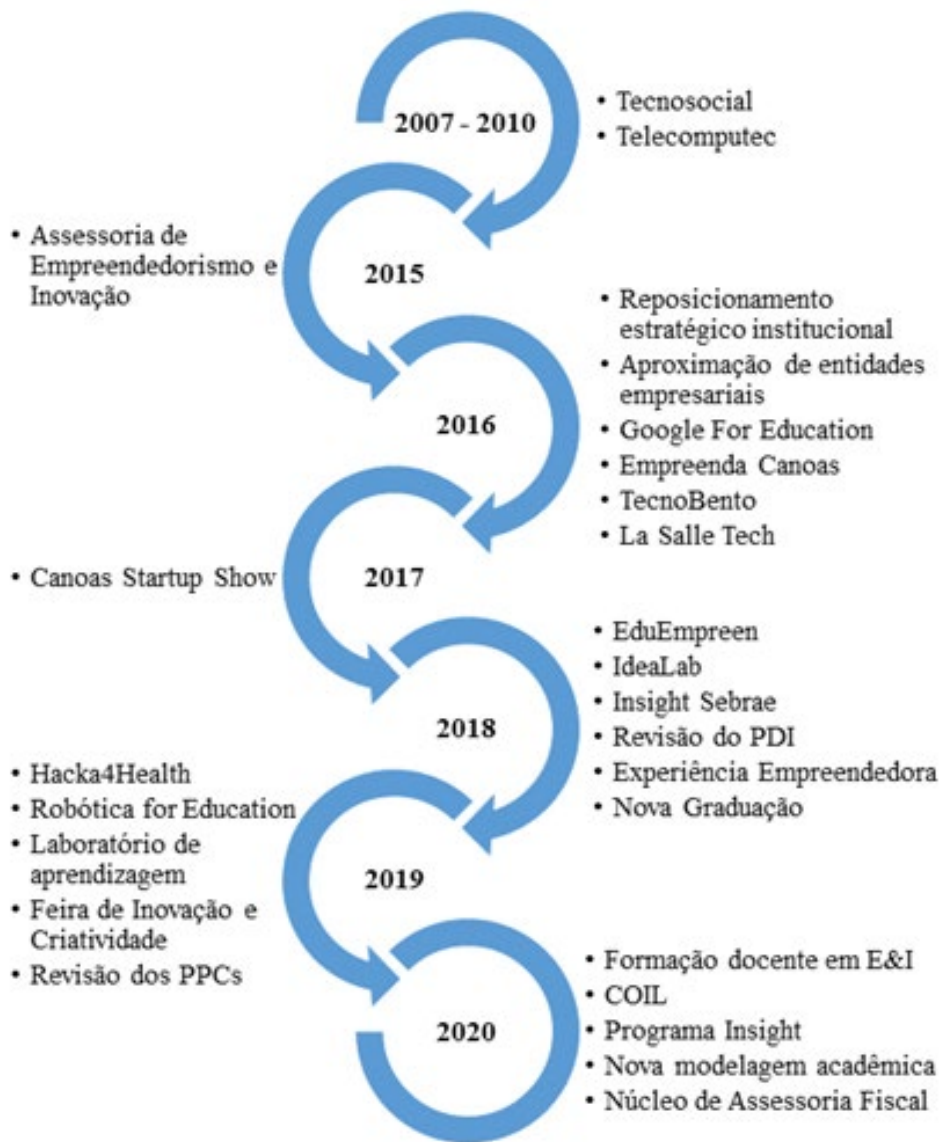 2007 - 2010
• Tecnosocial
• Telecomputec
2015
• Assessoria de
Empreendedorismo e
Inovação
2016
• Reposicionamento
estratégico institucional
• Aproximação de entidades
empresariais
• Google For Education
• Empreenda Canoas
• TecnoBento
• La Salle Tech
2017
• Canoas Startup Show
2018
• EduEmpreen
• IdeaLab
• Insight Sebrae
• Revisão do PDI
• Experiência Empreendedora
• Nova Graduação
2019
• Hacka4Health
• Robótica for Education
• Laboratório de
aprendizagem
• Feira de Inovação e
Criatividade
• Revisão dos PPCs
2020
• Formação docente em E&I
• COIL
• Programa Insight
• Nova modelagem acadêmica
• Núcleo de Assessoria Fiscal